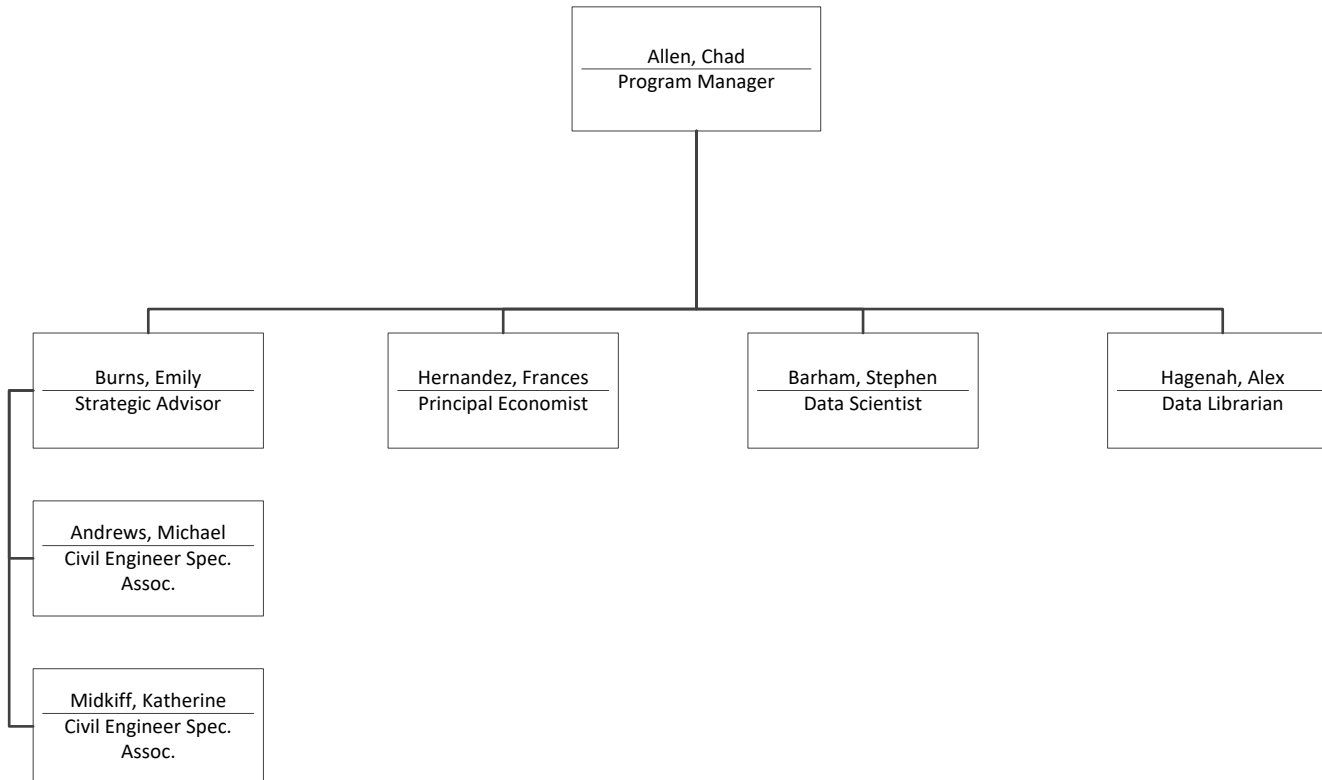 Allen, Chad
Program Manager
Burns, Emily
Strategic Advisor
Hernandez, Frances
Principal Economist
Barham, Stephen
Data Scientist
Hagenah, Alex
Data Librarian
Andrews, Michael
Civil Engineer Spec.
Assoc.
Midkiff, Katherine
Civil Engineer Spec.
Assoc.